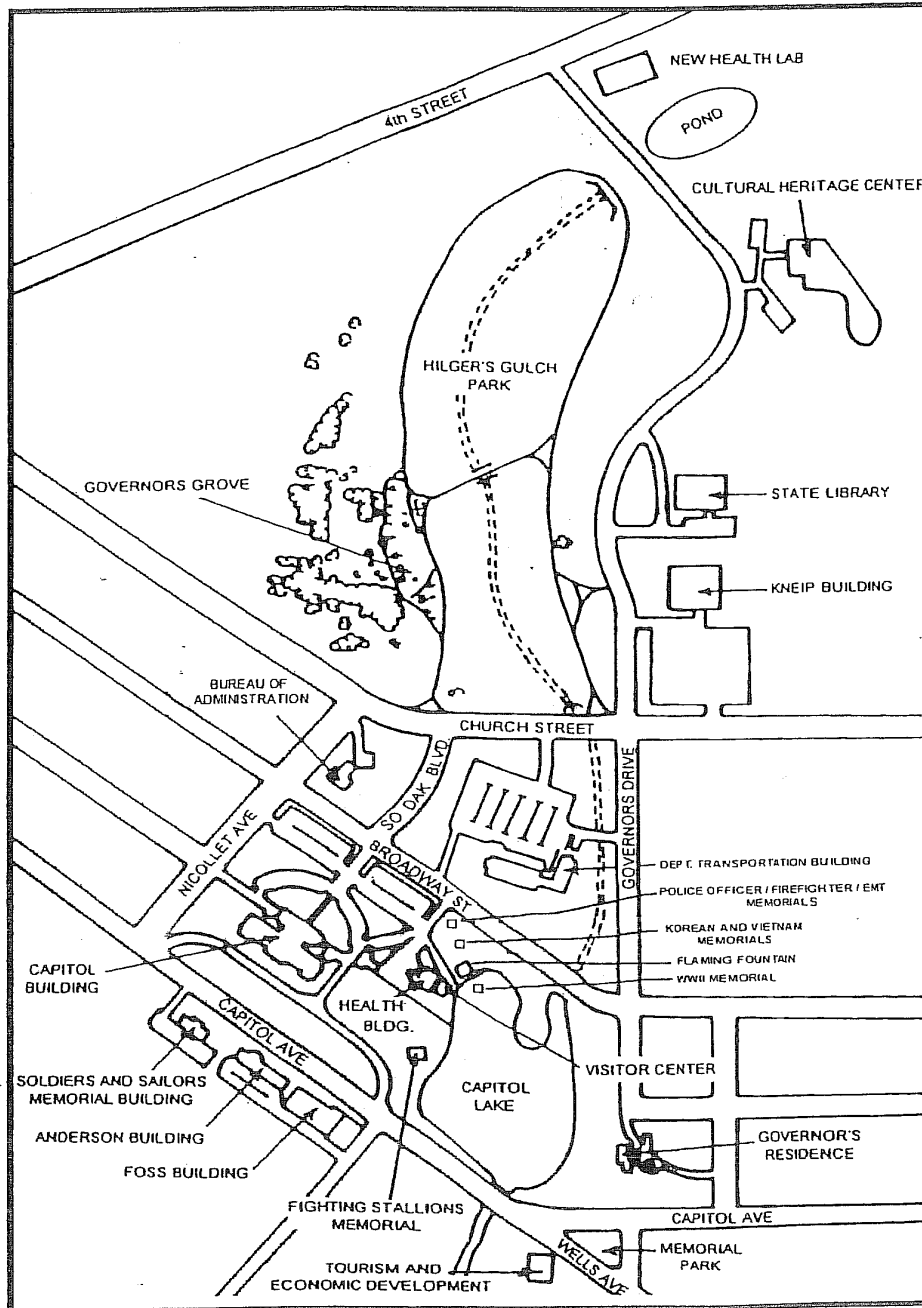 NEW HEALTH LAB
4th STREET
POND
CULTURAL HERITAGE CENTER
HILGER'S GULCH
PARK
GOVERNORS GROVE
STATE LIBRARY
KNEIP BUILDING
BUREAU OF
ADMINISTRATION
CHURCH STREET
SO DAK BLVD.
NICOLLET AVE
BROADWAY ST
GOVERNORS DRIVE
DEPT. TRANSPORTATION BUILDING
POLICE OFFICER / FIREFIGHTER / EMT
MEMORIALS
KOREAN AND VIETNAM
MEMORIALS
FLAMING FOUNTAIN
WWII MEMORIAL
CAPITOL
BUILDING
HEALTH
BLDG.
CAPITOL AVE
VISITOR CENTER
SOLDIERS AND SAILORS
MEMORIAL BUILDING
CAPITOL
LAKE
ANDERSON BUILDING
GOVERNOR'S
RESIDENCE
FOSS BUILDING
FIGHTING STALLIONS
MEMORIAL
CAPITOL AVE
MEMORIAL
PARK
WELLS AVE
TOURISM AND
ECONOMIC DEVELOPMENT